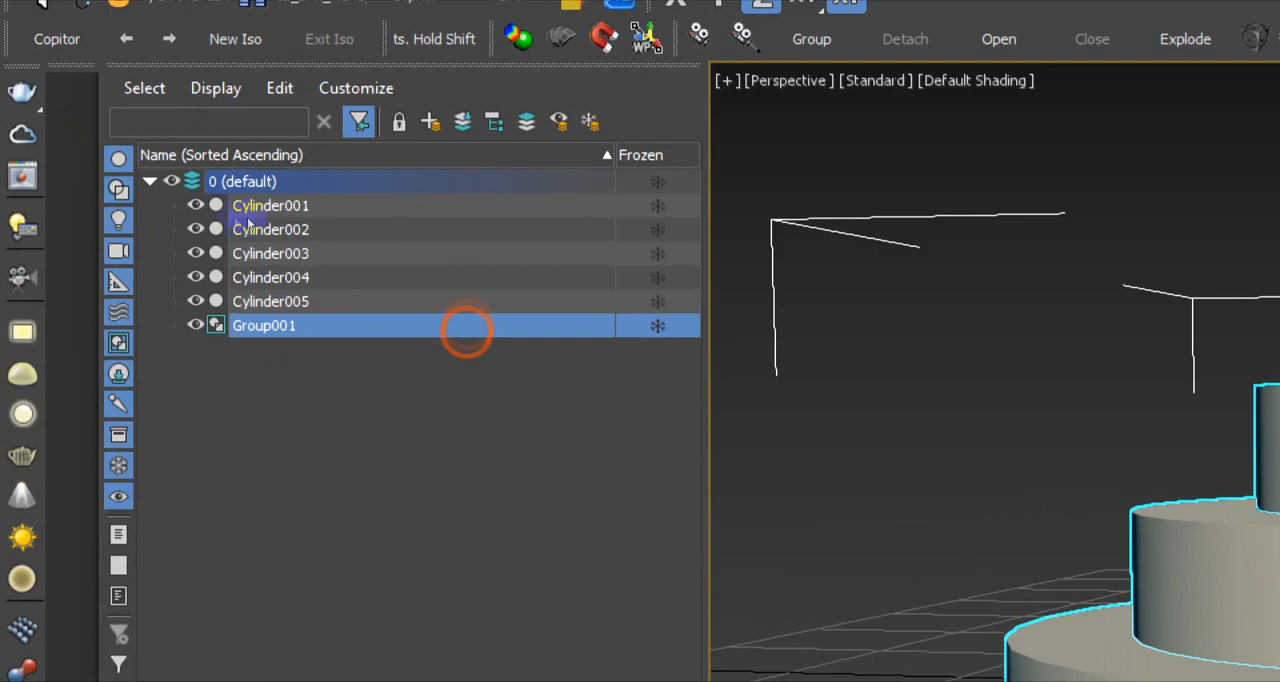 Copitor
New Iso
Exit Iso
ts. Hold Shift
WP
Group
Detach
Open
Close
Explode
Select
Display
Edit
Customize
[+] [Perspective ] [Standard ] [Default Shading ]
Name (Sorted Ascending)
Frozen
0 (default)
Cylinder001
Cylinder002
Cylinder003
Cylinder004
Cylinder005
Group001